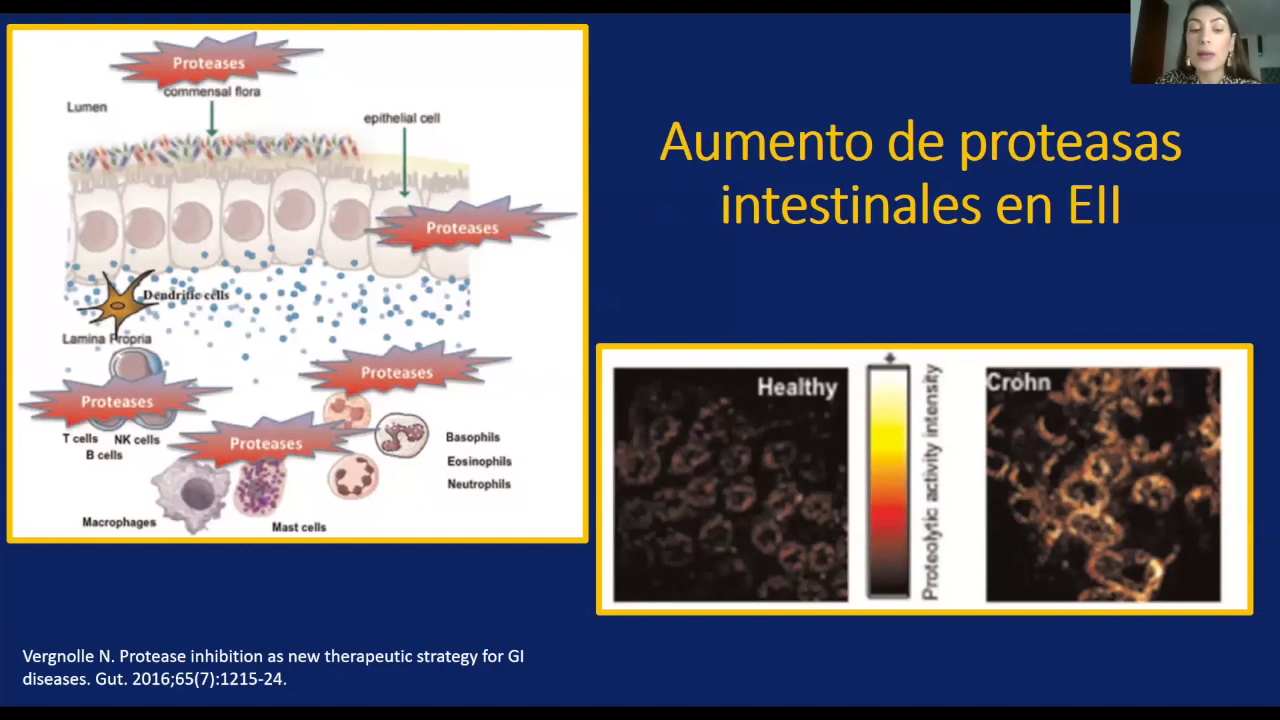 Proteases
commensal flora
Lumen
epithelial cell
Proteases
Dendritic cells
Lamina Propria
Proteases
Proteases
Proteases
T cells NK cells
B cells
Basophils
Eosinophils
Neutrophils
Macrophages
Mast cells
Aumento de proteasas
intestinales en EII
Healthy
+
Proteolytic activity intensity
Crohn
Vergnolle N. Protease inhibition as new therapeutic strategy for GI
diseases. Gut. 2016;65(7):1215-24.